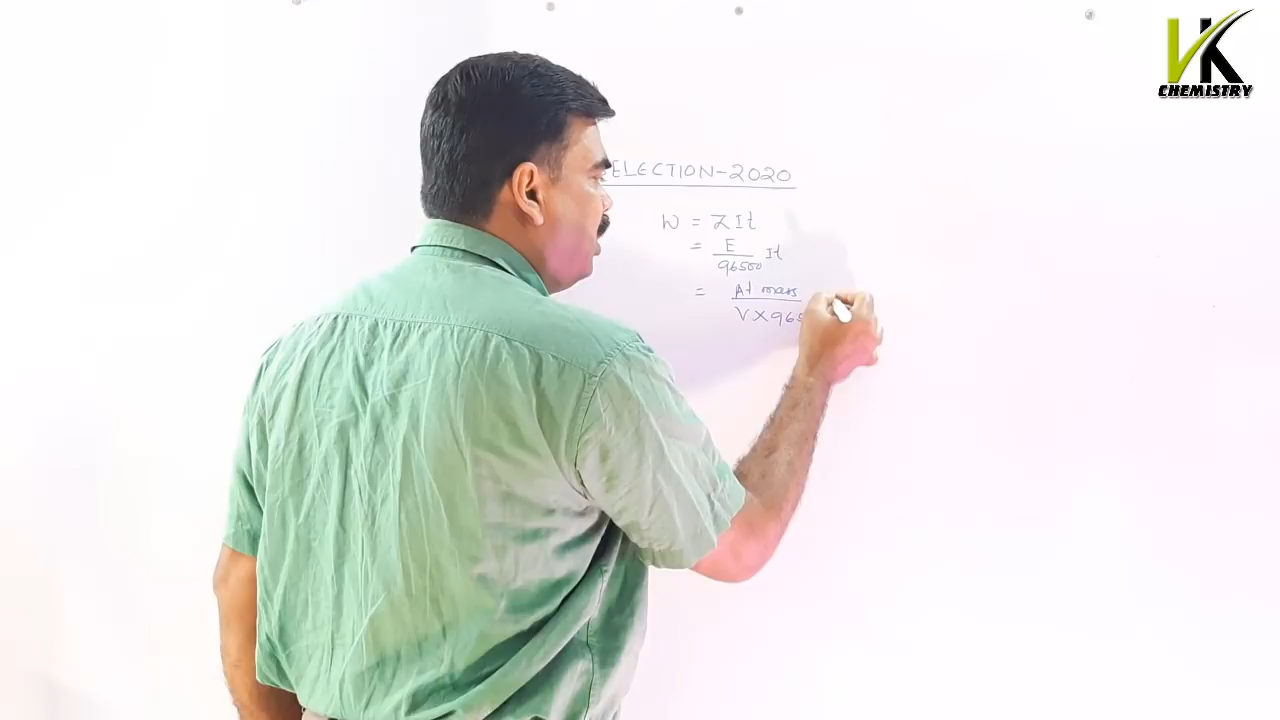 VK
CHEMISTRY
ELECTION-2020
W = ZIt
= E/96500 It
= At mass/V×965